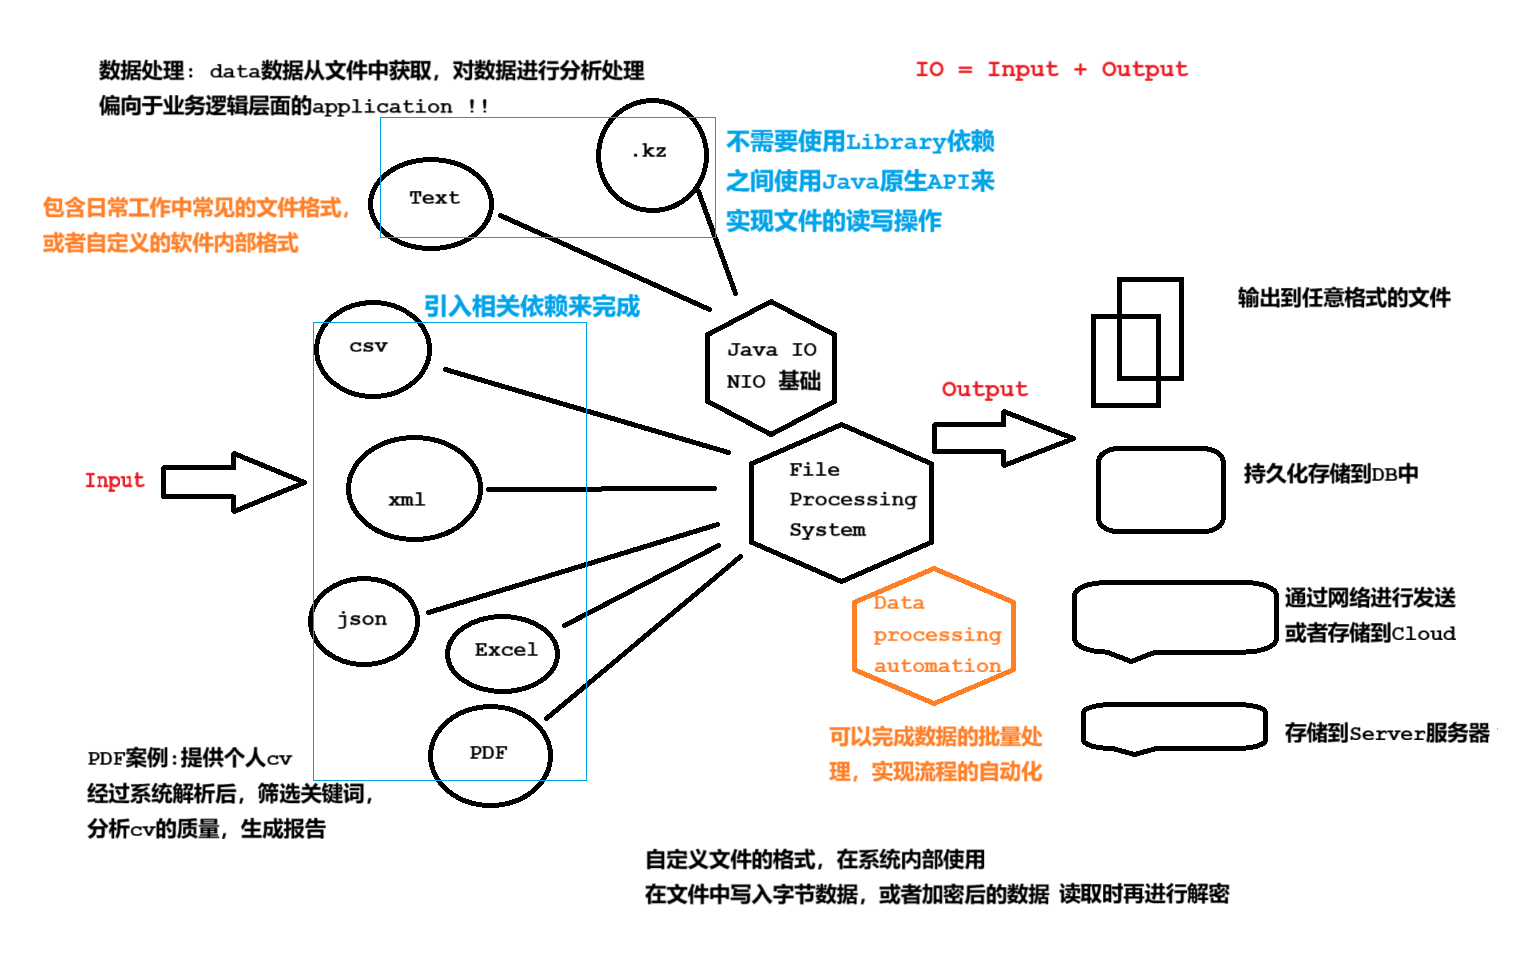 数据处理：data数据从文件中获取，对数据进行分析处理
偏向于业务逻辑层面的application !!
IO = Input + Output
.kz
Text
不需要使用Library依赖
之间使用Java原生API来
实现文件的读写操作
包含日常工作中常见的文件格式，
或者自定义的软件内部格式
引入相关依赖来完成
csv
Java IO
NIO 基础
输出到任意格式的文件
Output
Input
xml
File
Processing
System
持久化存储到DB中
json
Excel
Data
processing
automation
通过网络进行发送
或者存储到Cloud
PDF
可以完成数据的批量处
理，实现流程的自动化
存储到Server服务器
PDF案例:提供个人cv
经过系统解析后，筛选关键词，
分析cv的质量，生成报告
自定义文件的格式，在系统内部使用
在文件中写入字节数据，或者加密后的数据 读取时再进行解密